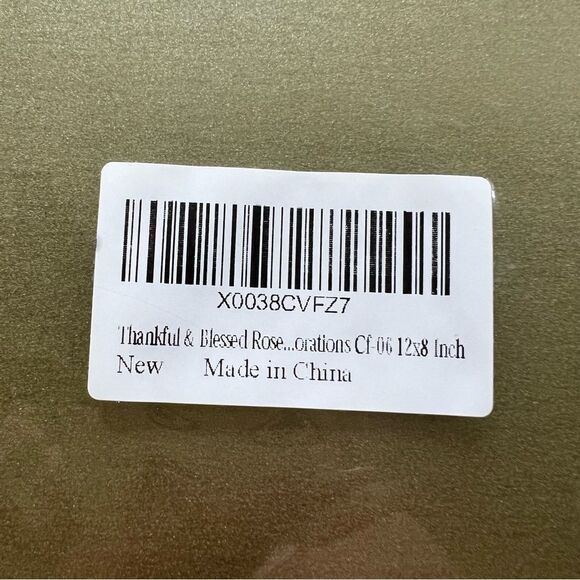 X0038CVFZ7
Thankful & Blessed Rose...orations Cf-06 12x8 Inch
New Made in China